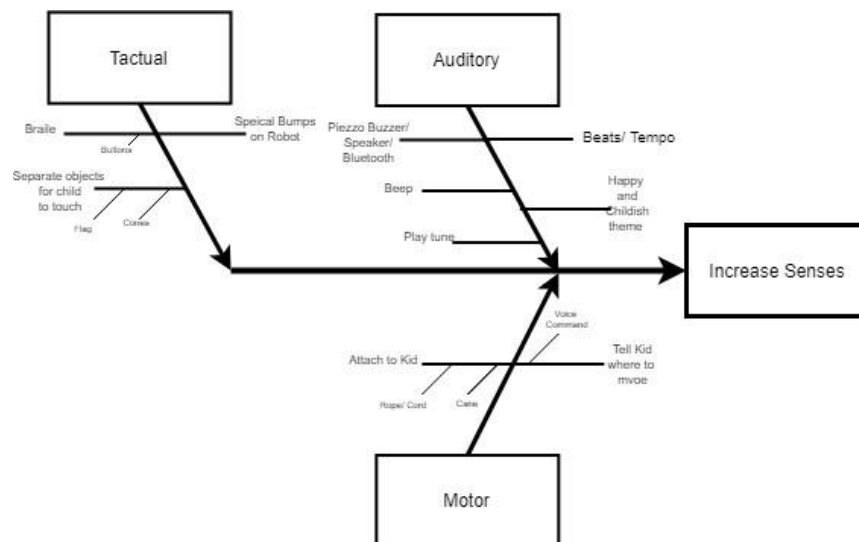 Tactual
Auditory
Braile
Buttons
Speical Bumps
on Robot
Separate objects
for child
to touch
Flag
Cones
Piezzo Buzzer/
Speaker/
Bluetooth
Beats/ Tempo
Beep
Happy
and
Childish
theme
Play tune
Increase Senses
Voice
Command
Attach to Kid
Tell Kid
where to
mvoe
Rope/ Cord
Cane
Motor